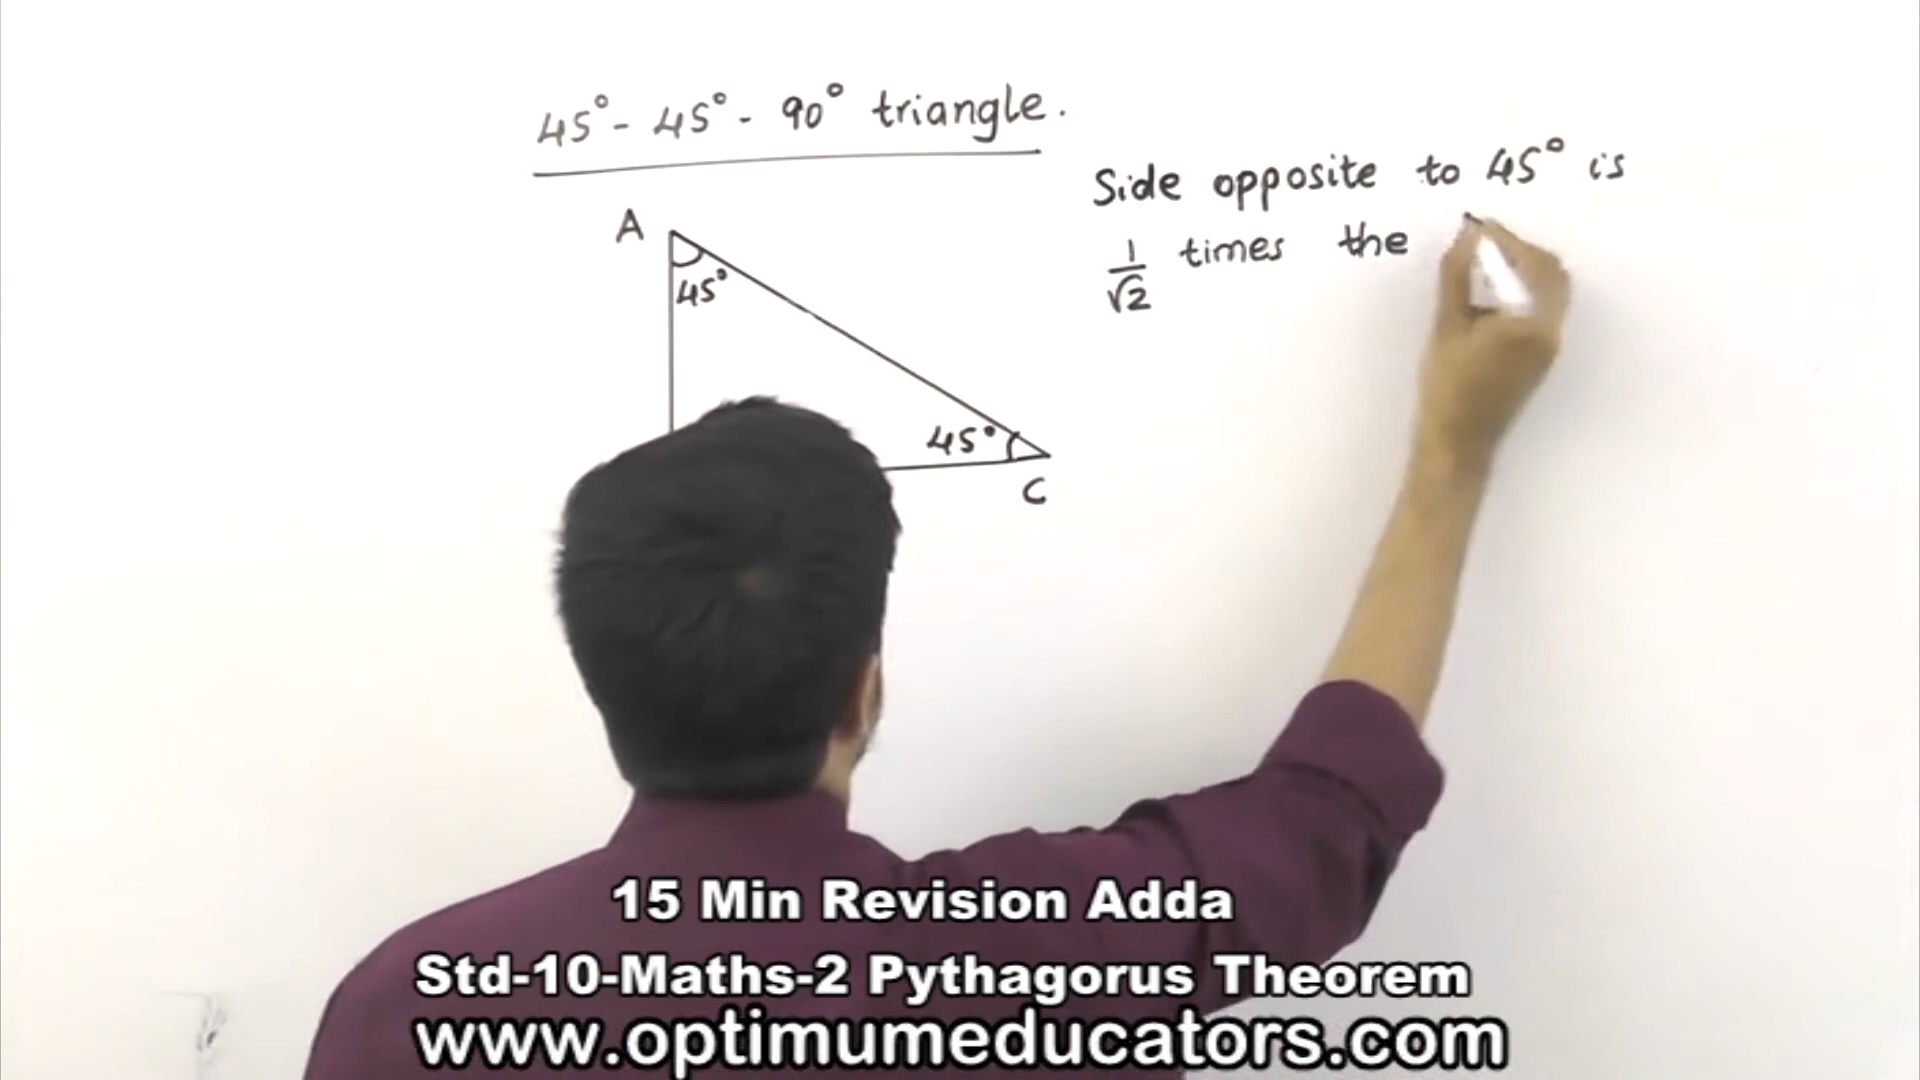 45° - 45° - 90° triangle.
Side opposite to 45° is
1/√2 times the
A
45°
45°
C
15 Min Revision Adda
Std-10-Maths-2 Pythagorus Theorem
www.optimumeducators.com